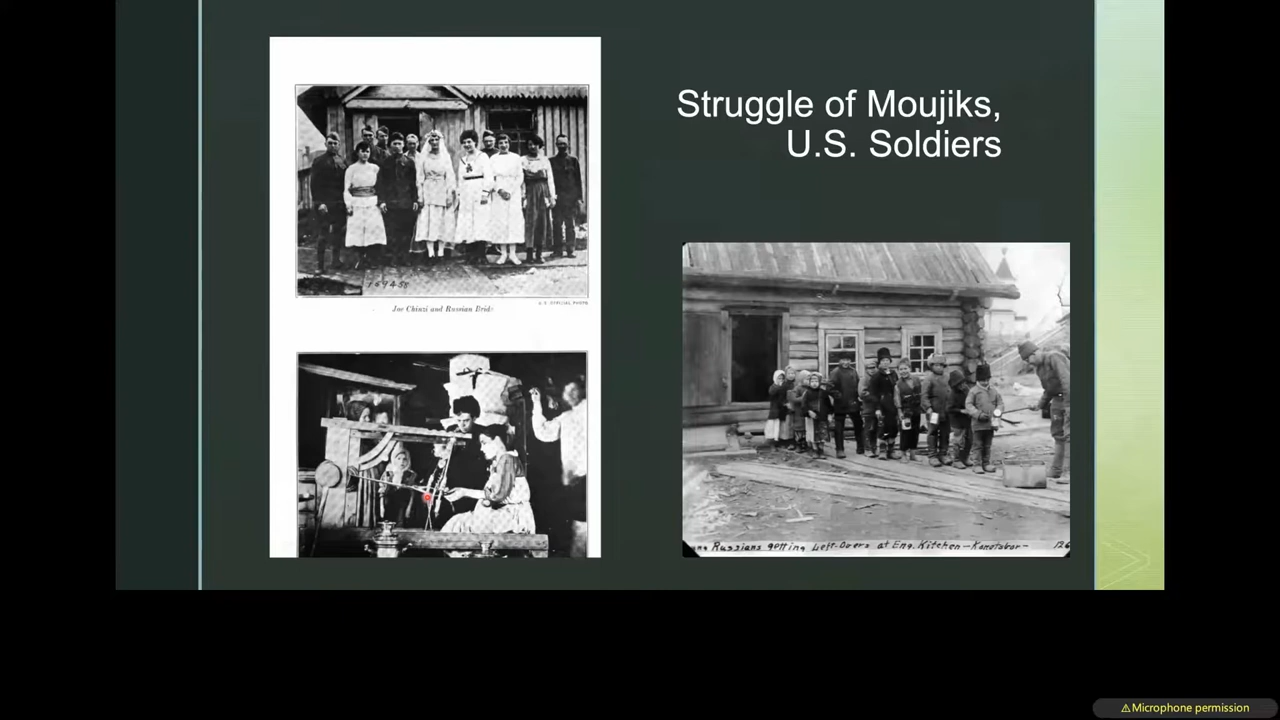 Struggle of Moujiks,
U.S. Soldiers
169455
U.S. OFFICIAL PHOTO
Joe Chinzi and Russian Bride
Russians getting Left-Overs at Eng. Kitchen—
Microphone permission